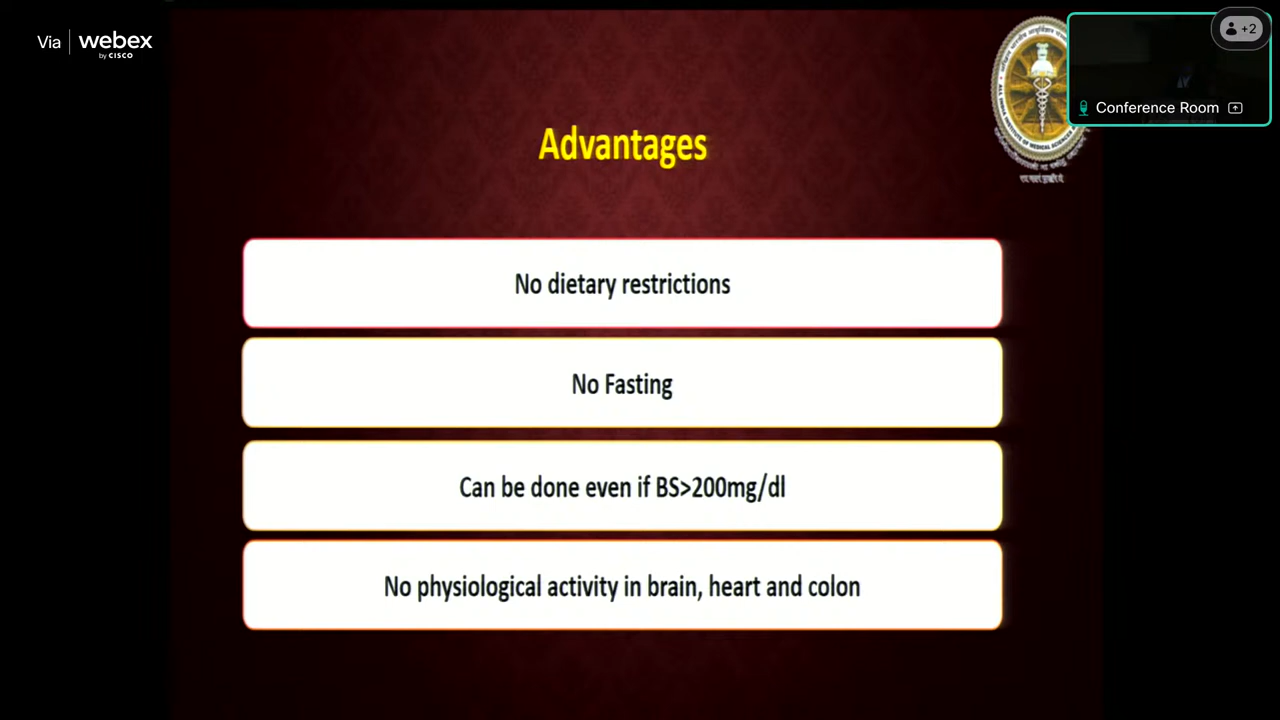 Via webex
by CISCO
+2
Conference Room
Advantages
No dietary restrictions
No Fasting
Can be done even if BS>200mg/dl
No physiological activity in brain, heart and colon